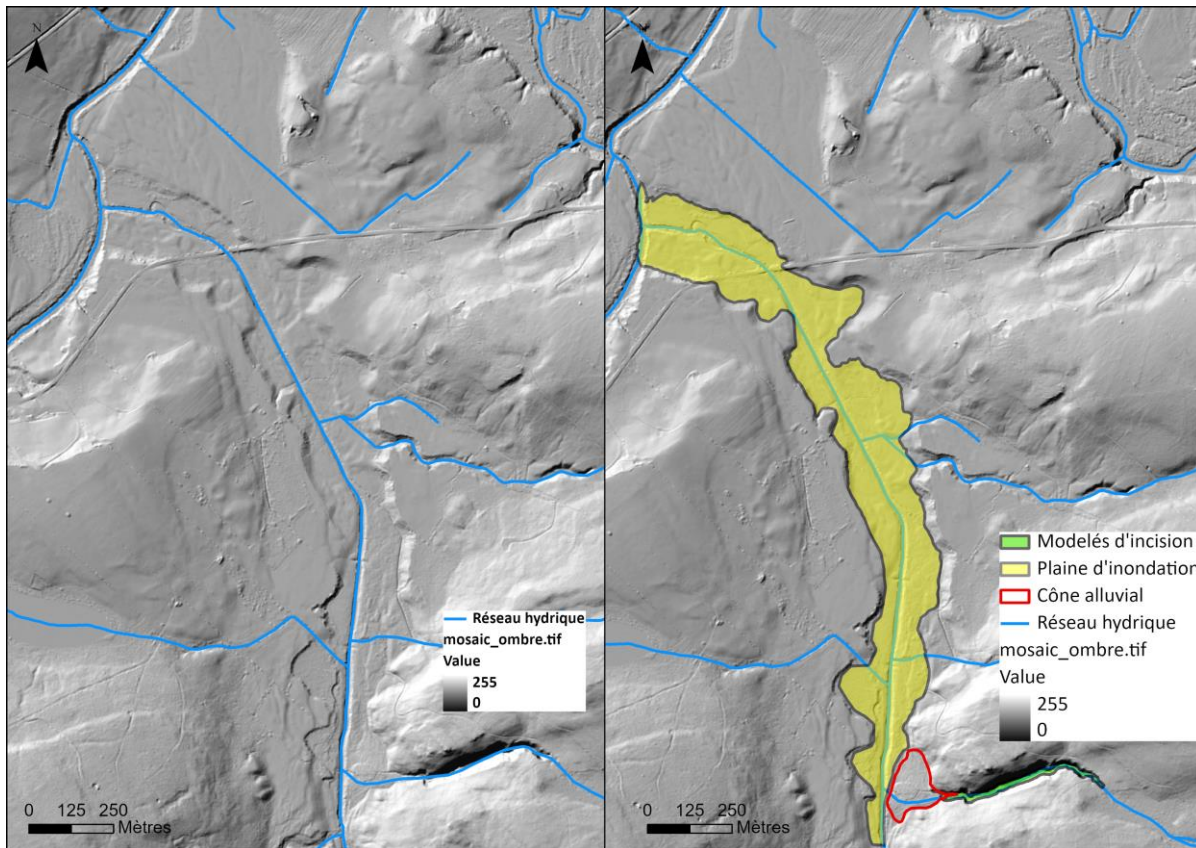 N
Réseau hydrique
mosaic_ombre.tif
Value
255
0
0 125 250
Mètres
N
Modelés d'incision
Plaine d'inondation
Cône alluvial
Réseau hydrique
mosaic_ombre.tif
Value
255
0
0 125 250
Mètres